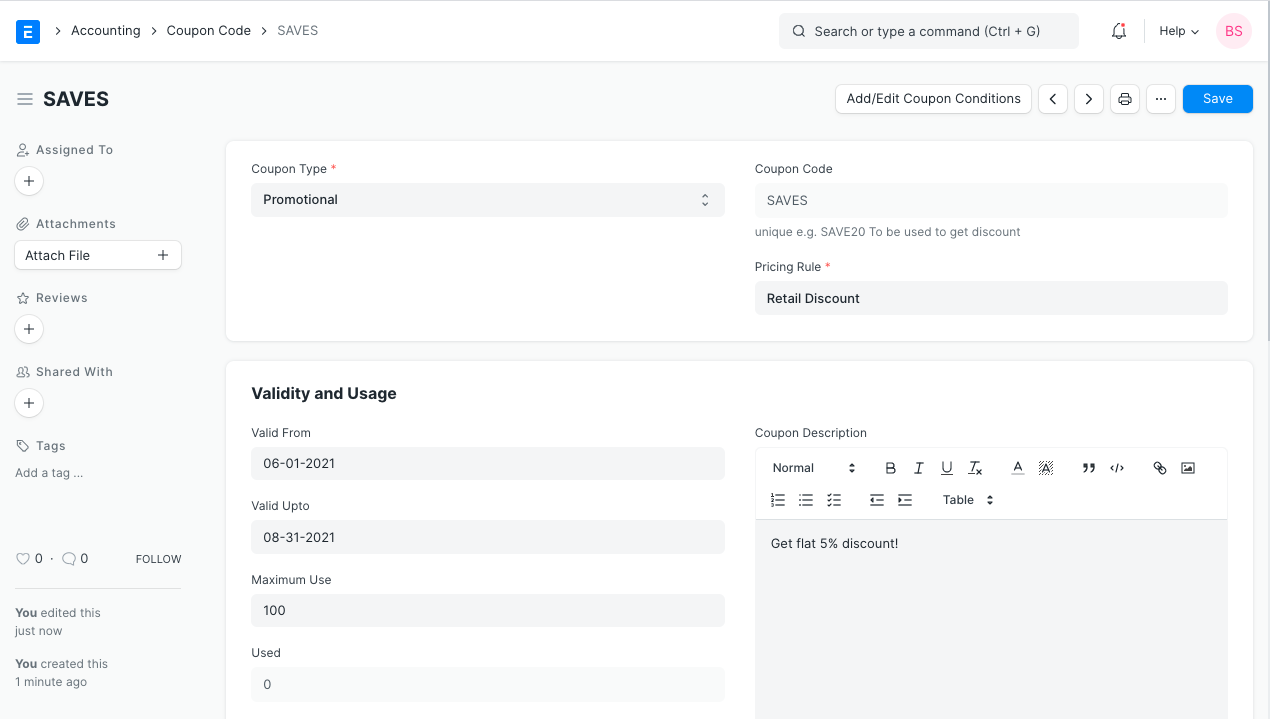 E
Accounting
Coupon Code
SAVES
Search or type a command (Ctrl + G)
Help
BS
SAVES
Add/Edit Coupon Conditions
Save
Assigned To
Attachments
Attach File
Reviews
Shared With
Tags
Add a tag ...
0 · 0
FOLLOW
You edited this
just now
You created this
1 minute ago
Coupon Type *
Promotional
Coupon Code
SAVES
unique e.g. SAVE20 To be used to get discount
Pricing Rule *
Retail Discount
Validity and Usage
Valid From
06-01-2021
Valid Upto
08-31-2021
Maximum Use
100
Used
0
Coupon Description
Normal
Table
Get flat 5% discount!